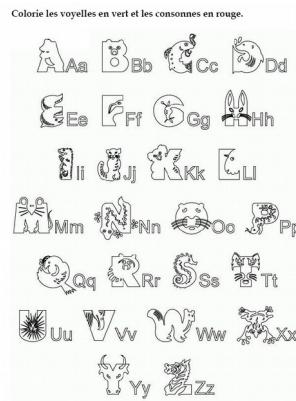 Colorie les voyelles en vert et les consonnes en rouge.
A Aa B Bb C Cc D Dd
E Ee F Ff G Gg H Hh
I Ii J Jj K Kk L Ll
M Mm N Nn O Oo P Pp
Q Qq R Rr S Ss T Tt
U Uu V Vv W Ww X Xx
Y Yy Z Zz